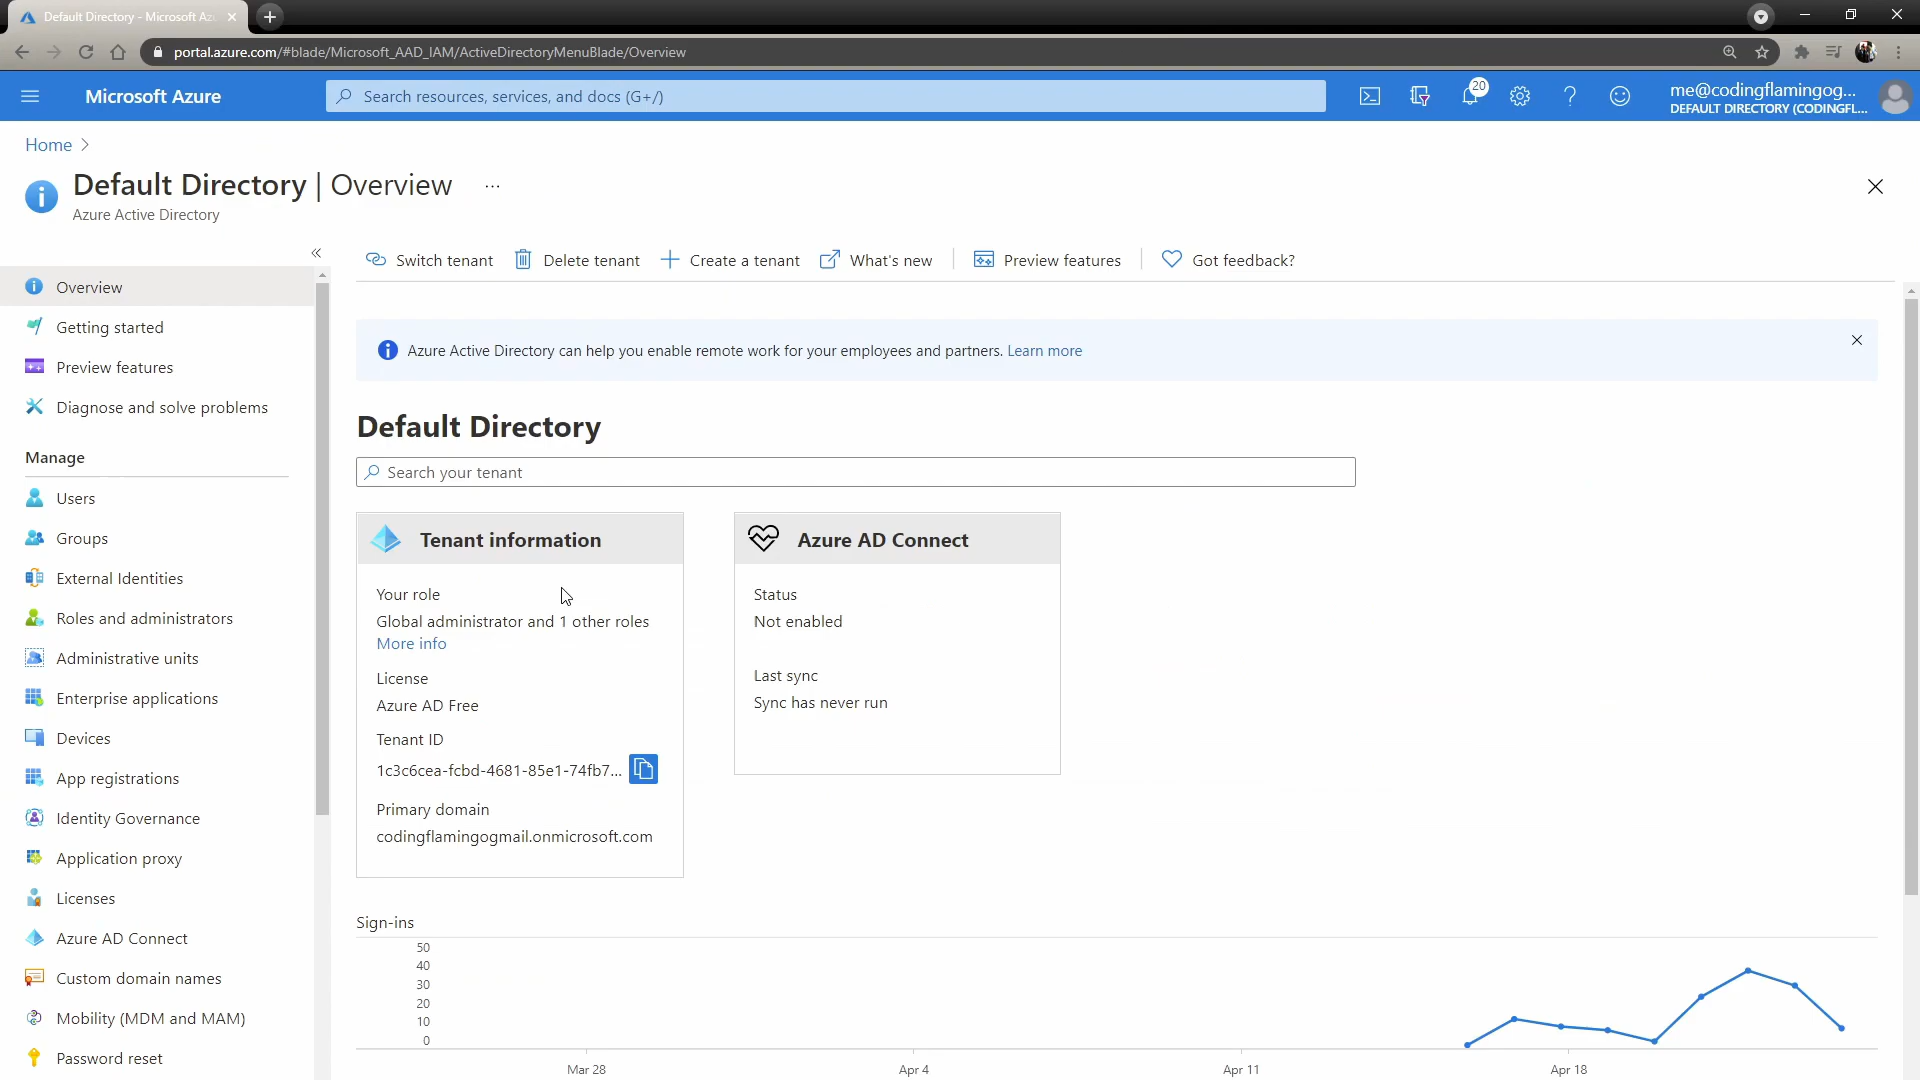 Default Directory - Microsoft Az
portal.azure.com/#blade/Microsoft_AAD_IAM/ActiveDirectoryMenuBlade/Overview
Microsoft Azure
Search resources, services, and docs (G+/)
20
me@codingflamingog...
DEFAULT DIRECTORY (CODINGFL...
Home
Default Directory | Overview ...
Azure Active Directory
Switch tenant
Delete tenant
Create a tenant
What's new
Preview features
Got feedback?
Overview
Getting started
Preview features
Diagnose and solve problems
Manage
Users
Groups
External Identities
Roles and administrators
Administrative units
Enterprise applications
Devices
App registrations
Identity Governance
Application proxy
Licenses
Azure AD Connect
Custom domain names
Mobility (MDM and MAM)
Password reset
Azure Active Directory can help you enable remote work for your employees and partners. Learn more
Default Directory
Search your tenant
Tenant information
Your role
Global administrator and 1 other roles
More info
License
Azure AD Free
Tenant ID
1c3c6cea-fcbd-4681-85e1-74fb7...
Primary domain
codingflamingogmail.onmicrosoft.com
Azure AD Connect
Status
Not enabled
Last sync
Sync has never run
Sign-ins
50
40
30
20
10
0
Mar 28
Apr 4
Apr 11
Apr 18